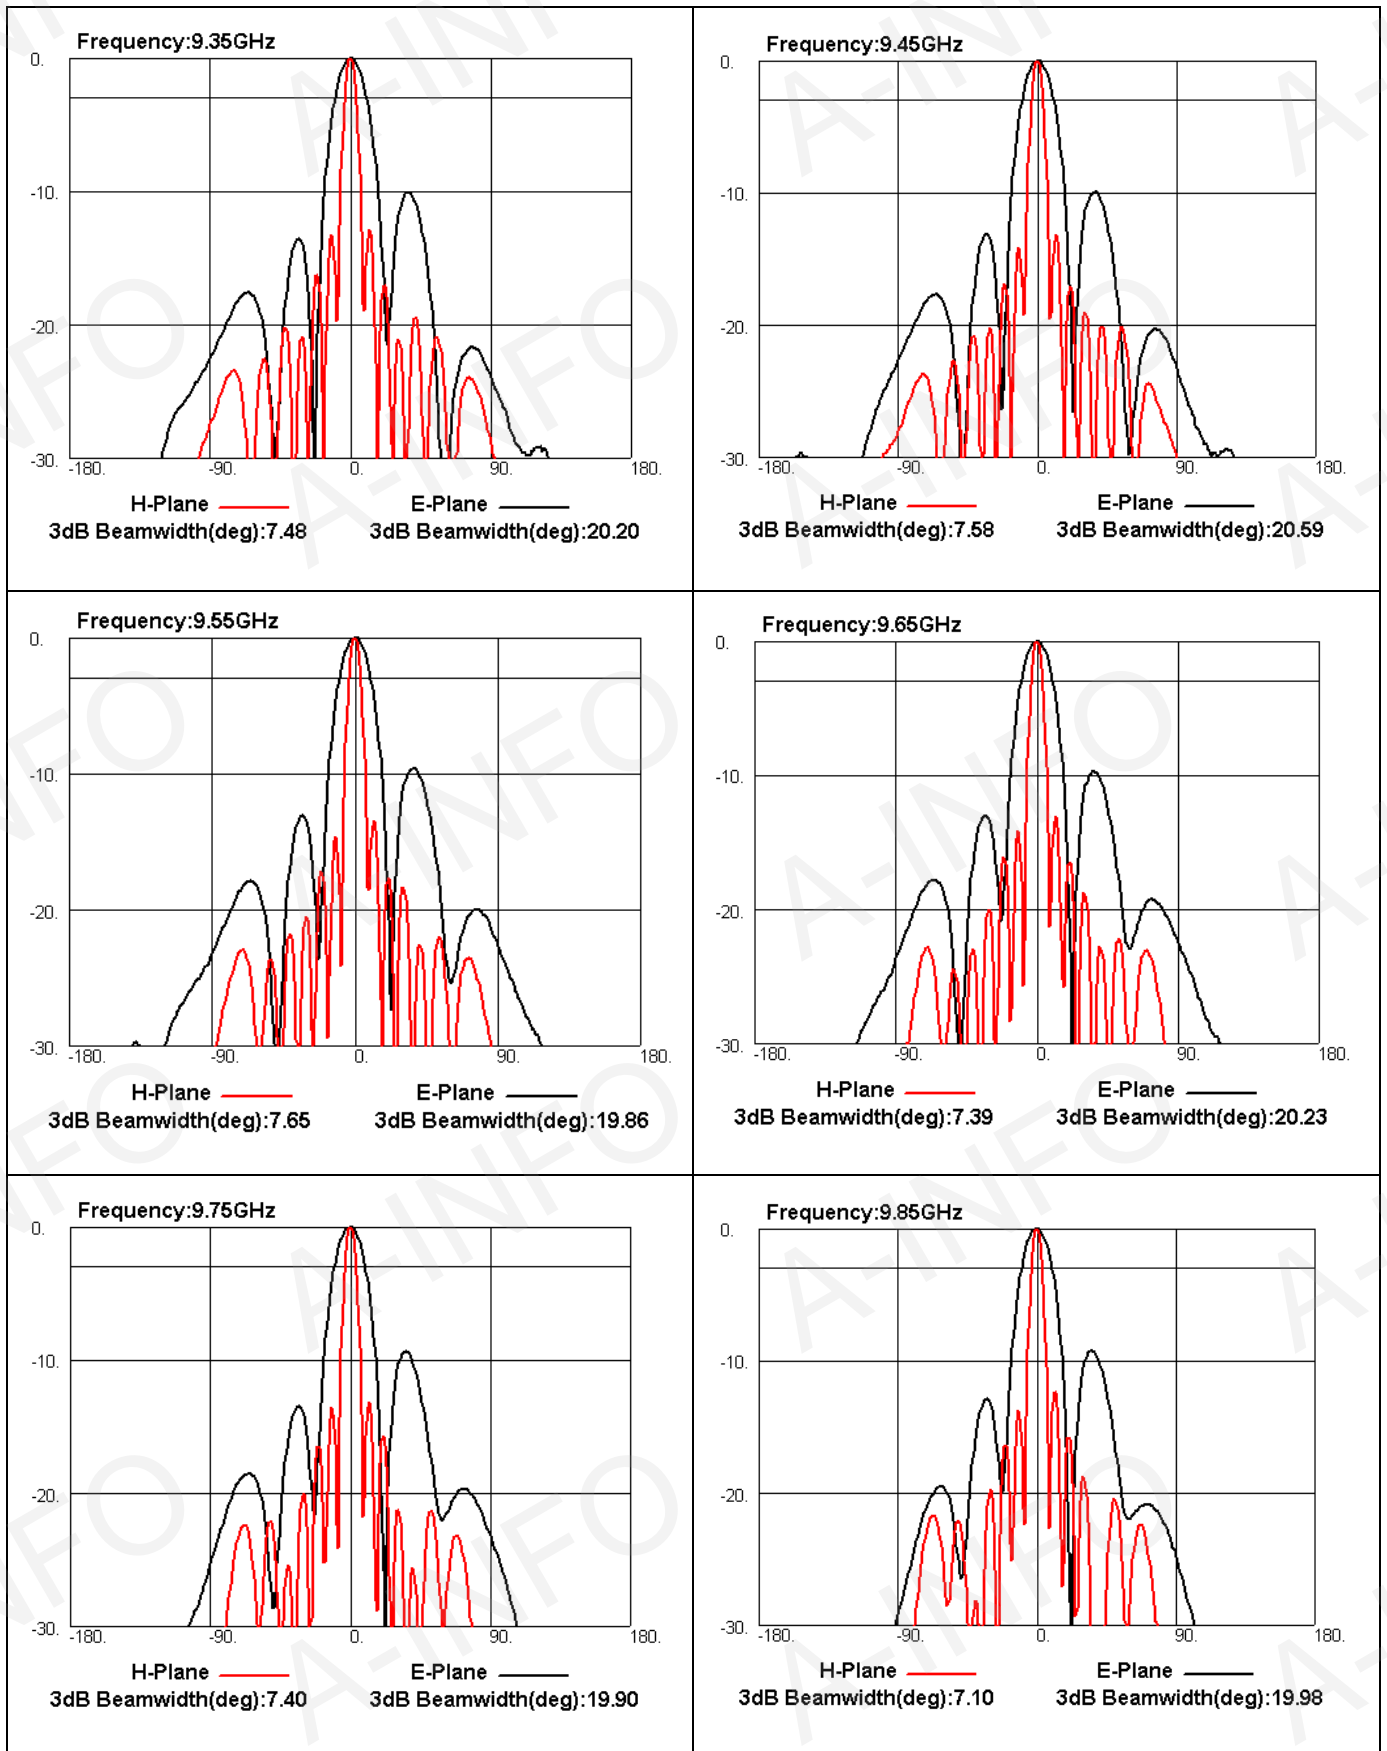 Frequency:9.35GHz
0.
-10.
-20.
-30.
-180.
-90.
0.
90.
180.
H-Plane
E-Plane
3dB Beamwidth(deg):7.48
3dB Beamwidth(deg):20.20
Frequency:9.45GHz
0.
-10.
-20.
-30.
-180.
-90.
0.
90.
180.
H-Plane
E-Plane
3dB Beamwidth(deg):7.58
3dB Beamwidth(deg):20.59
Frequency:9.55GHz
0.
-10.
-20.
-30.
-180.
-90.
0.
90.
180.
H-Plane
E-Plane
3dB Beamwidth(deg):7.65
3dB Beamwidth(deg):19.86
Frequency:9.65GHz
0.
-10.
-20.
-30.
-180.
-90.
0.
90.
180.
H-Plane
E-Plane
3dB Beamwidth(deg):7.39
3dB Beamwidth(deg):20.23
Frequency:9.75GHz
0.
-10.
-20.
-30.
-180.
-90.
0.
90.
180.
H-Plane
E-Plane
3dB Beamwidth(deg):7.40
3dB Beamwidth(deg):19.90
Frequency:9.85GHz
0.
-10.
-20.
-30.
-180.
-90.
0.
90.
180.
H-Plane
E-Plane
3dB Beamwidth(deg):7.10
3dB Beamwidth(deg):19.98
A-INFO